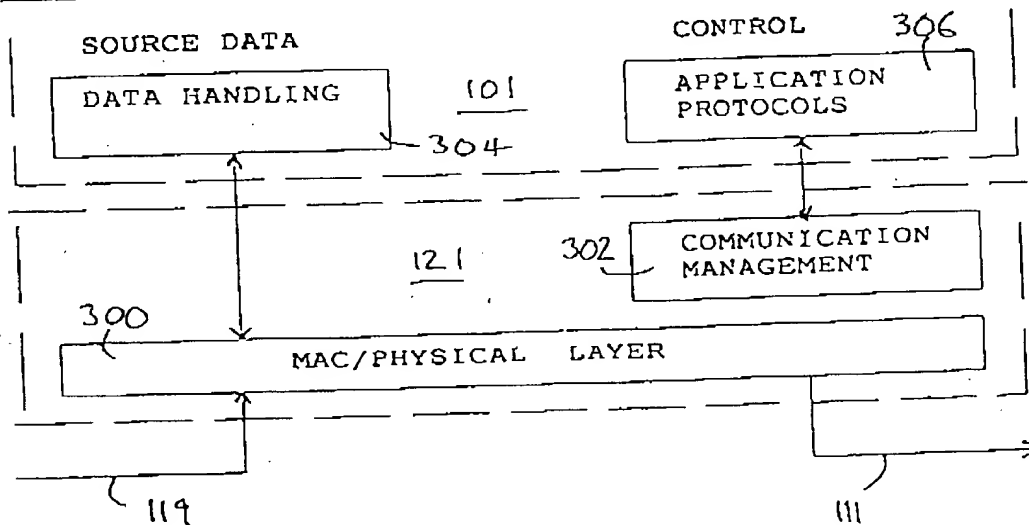 SOURCE DATA
CONTROL
306
DATA HANDLING
101
APPLICATION
PROTOCOLS
304
302
COMMUNICATION
MANAGEMENT
121
300
MAC/PHYSICAL LAYER
119
111